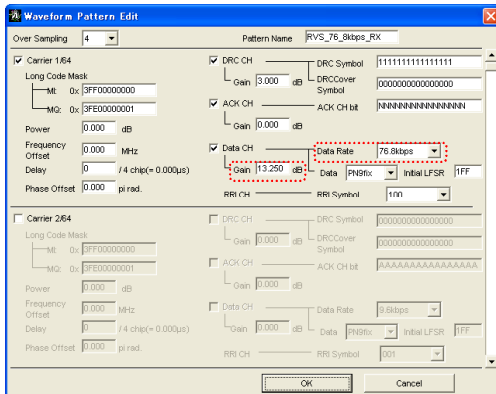 Waveform Pattern Edit
Over Sampling 4 Pattern Name RVS_76_8kbps_RX
Carrier 1/64 DRC CH DRC Symbol 1111111111111111
Long Code Mask Gain 3.000 dB DRCCover Symbol 0000000000000000
MI: 0x 3FF00000000
MQ: 0x 3FE00000001 ACK CH ACK CH bit NNNNNNNNNNNNNNNN
Power 0.000 dB Gain 0.000 dB
Frequency Offset 0.000 MHz Data CH Data Rate 76.8kbps
Delay 0 /4 chip(= 0.000μs) Gain 13.250 dB Data PN9fix Initial LFSR 1FF
Phase Offset 0.000 pi rad. RRI CH RRI Symbol 100
Carrier 2/64 DRC CH DRC Symbol 0000000000000000
Long Code Mask Gain 0.000 dB DRCCover Symbol 0000000000000000
MI: 0x 3FF00000000
MQ: 0x 3FE00000001 ACK CH ACK CH bit AAAAAAAAAAAAAAAA
Power 0.000 dB Gain 0.000 dB
Frequency Offset 0.000 MHz Data CH Data Rate 9.6kbps
Delay 0 /4 chip(= 0.000μs) Gain 0.000 dB Data PN9fix Initial LFSR 1FF
Phase Offset 0.000 pi rad. RRI CH RRI Symbol 001
OK Cancel